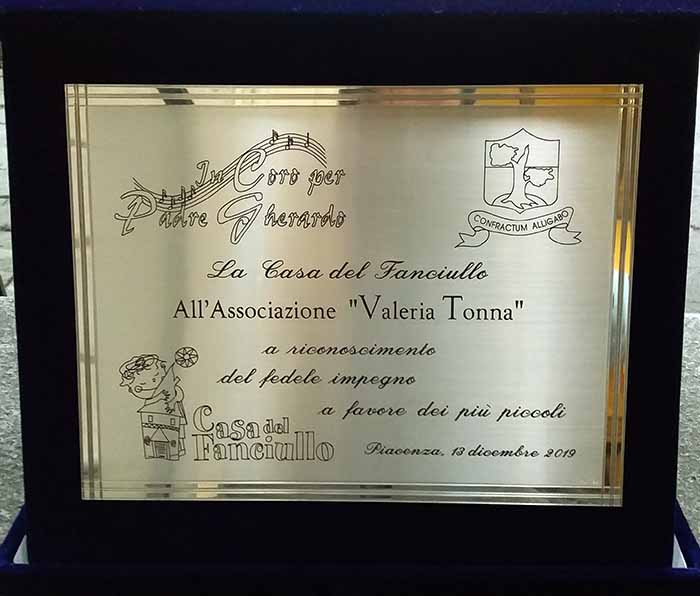 In Coro per
Padre Gherardo
CONFRACTUM ALLIGABO
La Casa del Fanciullo
All'Associazione "Valeria Tonna"
a riconoscimento
del fedele impegno
a favore dei più piccoli
Casa del
Fanciullo
Piacenza, 13 dicembre 2019